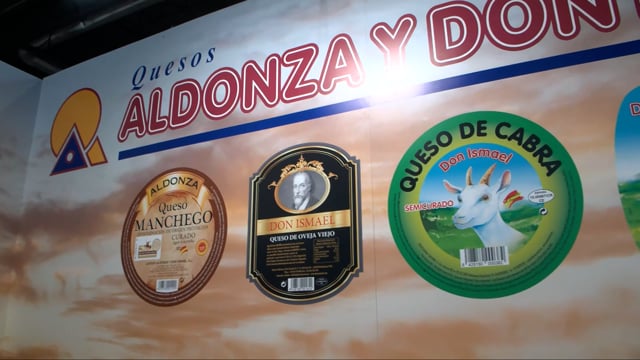 Quesos
ALDONZA Y DON
ALDONZA
Queso
MANCHEGO
CURADO
DON ISMAEL
QUESO DE OVEJA VIEJO
QUESO DE CABRA
Don Ismael
SEMICURADO